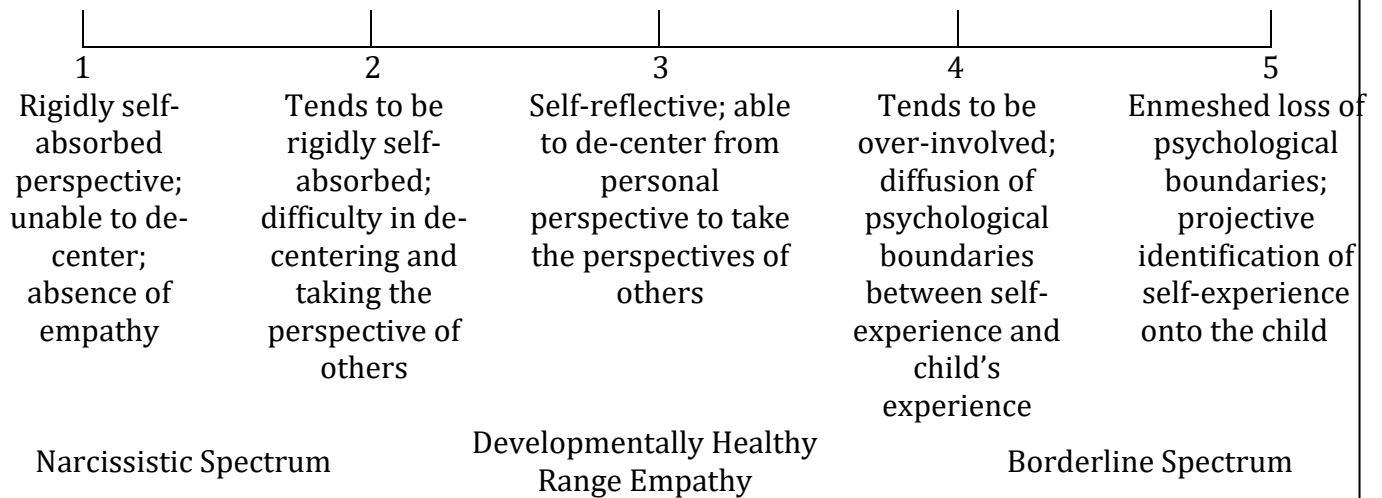 1
Rigidly self-
absorbed
perspective;
unable to de-
center;
absence of
empathy
2
Tends to be
rigidly self-
absorbed;
difficulty in de-
centering and
taking the
perspective of
others
3
Self-reflective; able
to de-center from
personal
perspective to take
the perspectives of
others
4
Tends to be
over-involved;
diffusion of
psychological
boundaries
between self-
experience and
child’s
experience
5
Enmeshed loss of
psychological
boundaries;
projective
identification of
self-experience
onto the child
Narcissistic Spectrum
Developmentally Healthy
Range Empathy
Borderline Spectrum